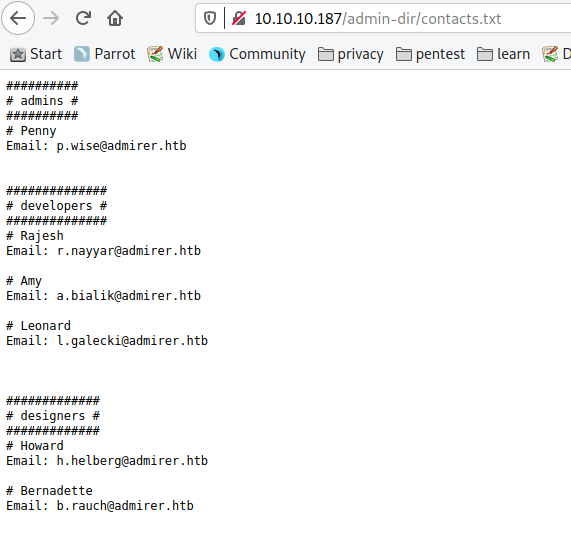 10.10.10.187/admin-dir/contacts.txt
Start Parrot Wiki Community privacy pentest learn D
##########
# admins #
##########
# Penny
Email: p.wise@admirer.htb
##############
# developers #
##############
# Rajesh
Email: r.nayyar@admirer.htb
# Amy
Email: a.bialik@admirer.htb
# Leonard
Email: l.galecki@admirer.htb
#############
# designers #
#############
# Howard
Email: h.helberg@admirer.htb
# Bernadette
Email: b.rauch@admirer.htb